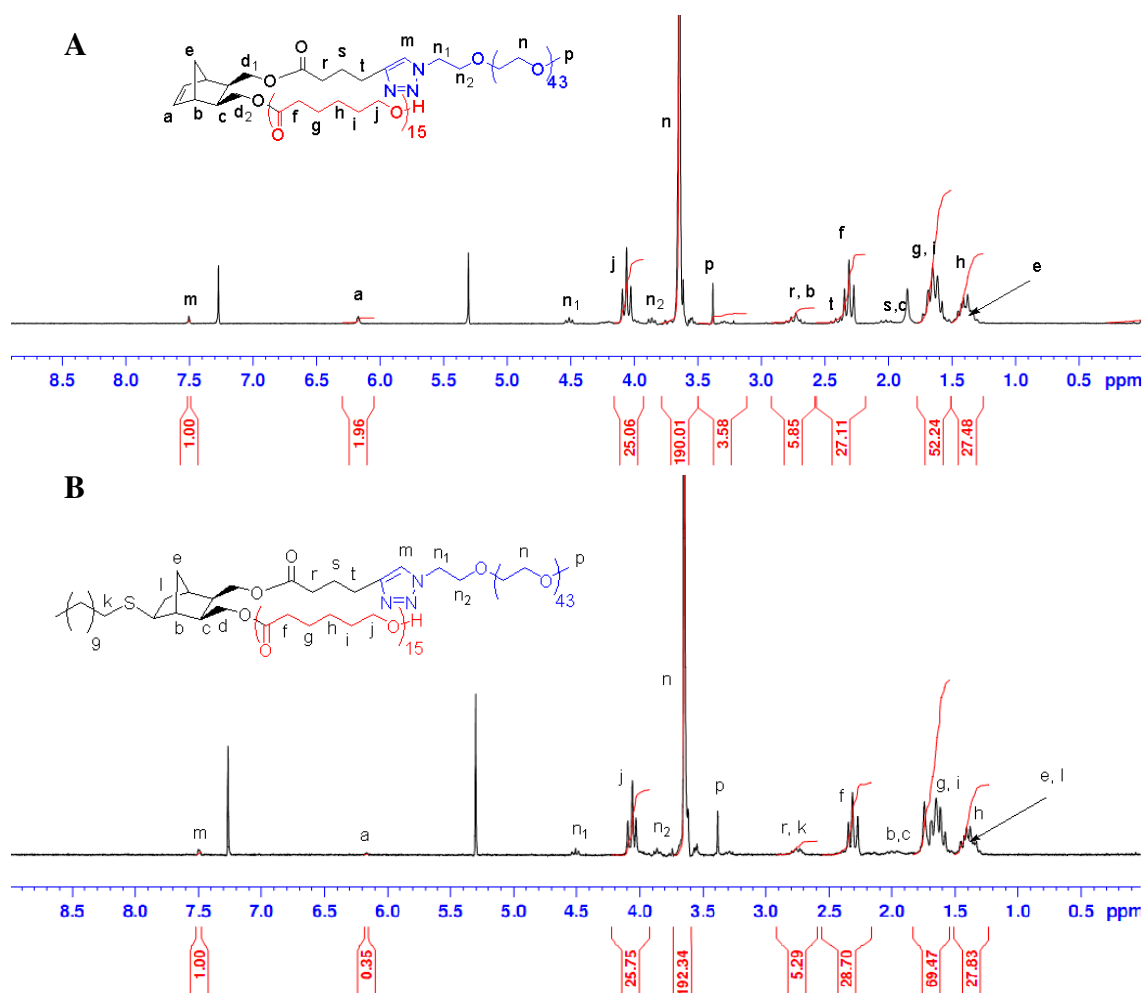 A
e
d1
O
O
r
s
t
m
N
N=N
n1
n2
O
n
O
43
p
a
b
c
d2
O
O
f
g
h
i
j
O
15
H
n
f
g, i
j
p
h
e
m
a
n1
n2
r, b
t
s,c
8.5 8.0 7.5 7.0 6.5 6.0 5.5 5.0 4.5 4.0 3.5 3.0 2.5 2.0 1.5 1.0 0.5 ppm
1.00 1.96 25.06 190.01 3.58 5.85 27.11 52.24 27.48
B
e
l
k
S
9
O
O
r
s
t
m
N
N=N
n1
n2
O
n
O
43
p
b
c
d
O
O
f
g
h
i
j
O
15
H
n
j
p
f
g, i
e, l
h
m
a
n1
n2
r, k
b,c
8.5 8.0 7.5 7.0 6.5 6.0 5.5 5.0 4.5 4.0 3.5 3.0 2.5 2.0 1.5 1.0 0.5 ppm
1.00 0.35 25.75 192.34 5.29 28.70 69.47 27.83